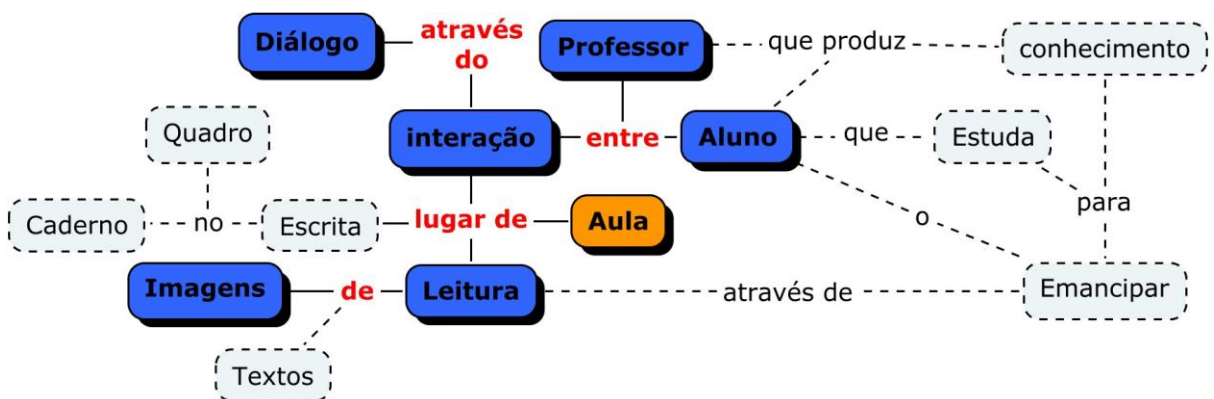 Diálogo
através
do
Professor
que produz
conhecimento
Quadro
interação
entre
Aluno
que
Estuda
Caderno
no
Escrita
lugar de
Aula
o
para
Imagens
de
Leitura
através de
Emancipar
Textos